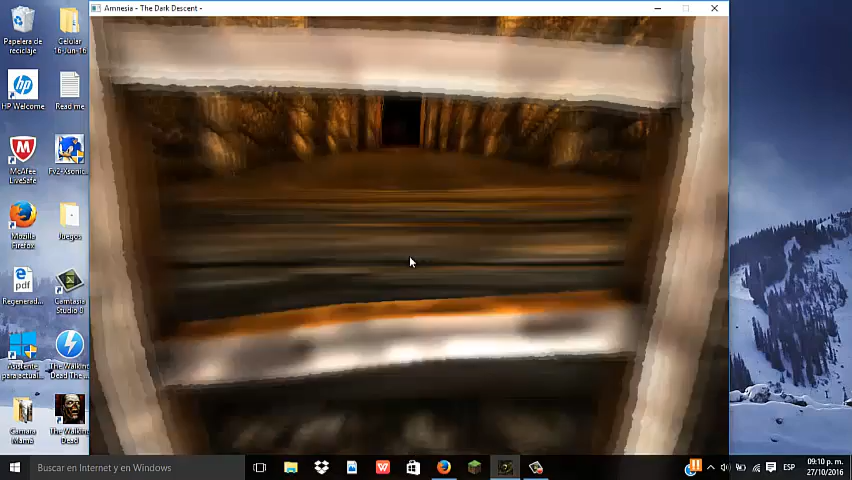 Amnesia - The Dark Descent -
Papelera de
reciclaje
Celular
16-Jun-16
HP Welcome
Read me
McAfee
LiveSafe
Mozilla
Firefox
Juegos
pdf
Regenerad...
Camtasia
Studio 8
Asistente
para actual...
The Walking
Dead The ...
Camara
Mamá
The Walking
Dead
Buscar en Internet y en Windows
ESP
09:10 p. m.
27/10/2016